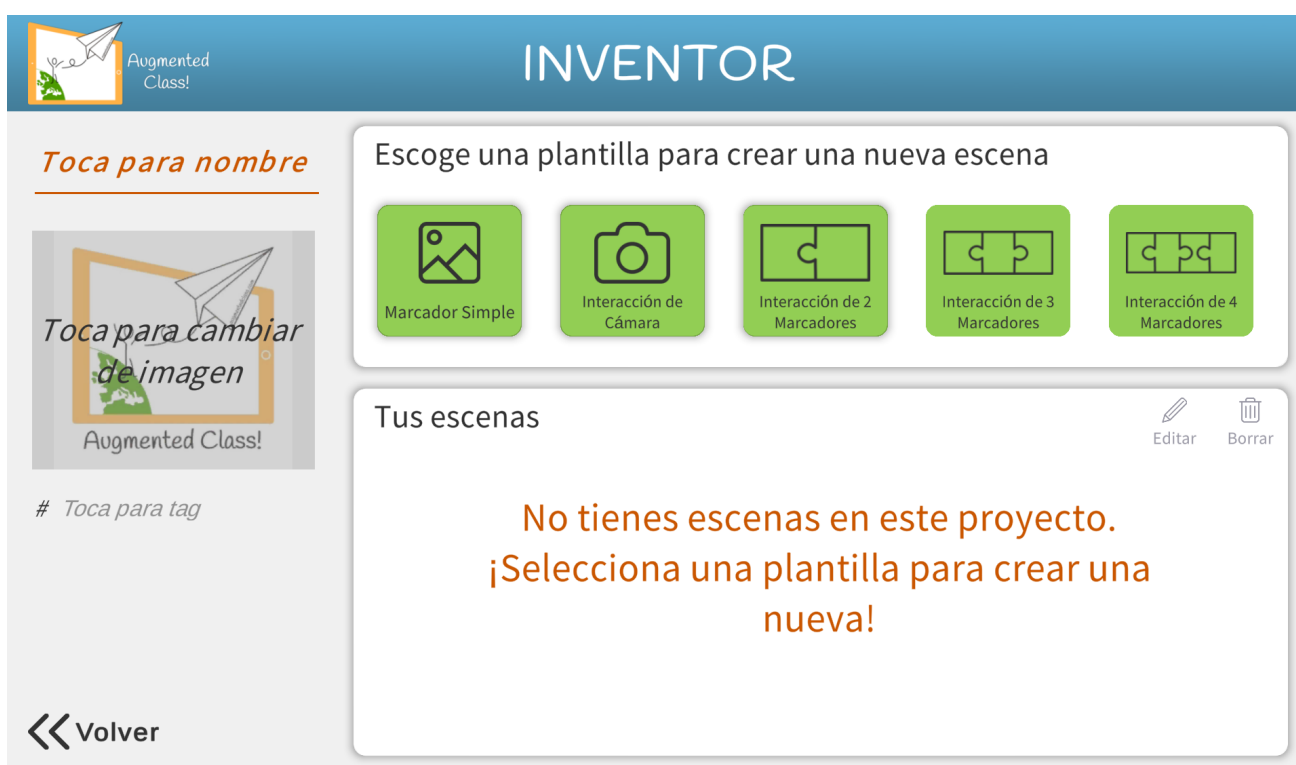 Augmented
Class!
INVENTOR
Toca para nombre
Toca para cambiar
de imagen
Augmented Class!
# Toca para tag
Volver
Escoge una plantilla para crear una nueva escena
Marcador Simple
Interacción de
Cámara
Interacción de 2
Marcadores
Interacción de 3
Marcadores
Interacción de 4
Marcadores
Tus escenas
Editar
Borrar
No tienes escenas en este proyecto.
¡Selecciona una plantilla para crear una
nueva!